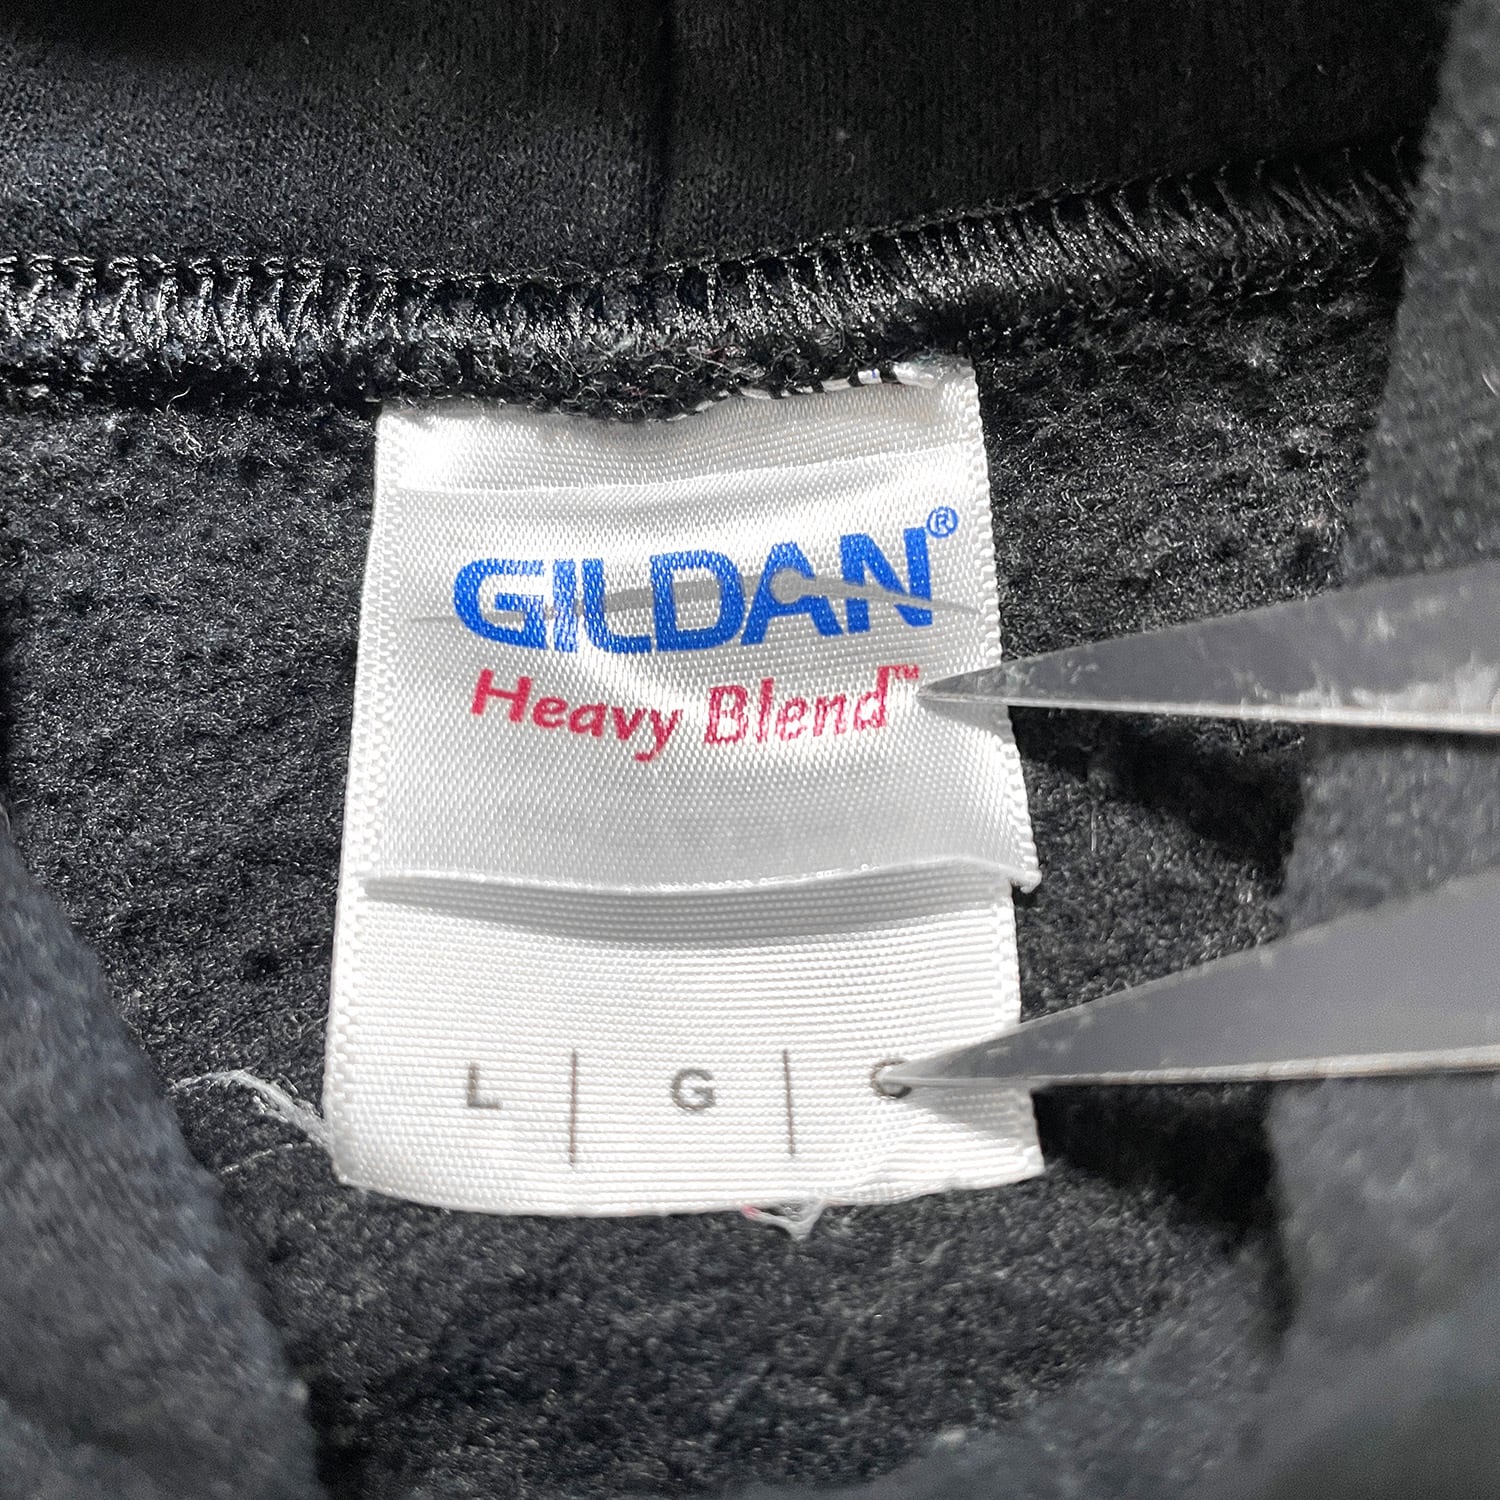 GILDAN®
Heavy Blend™
L | G | G